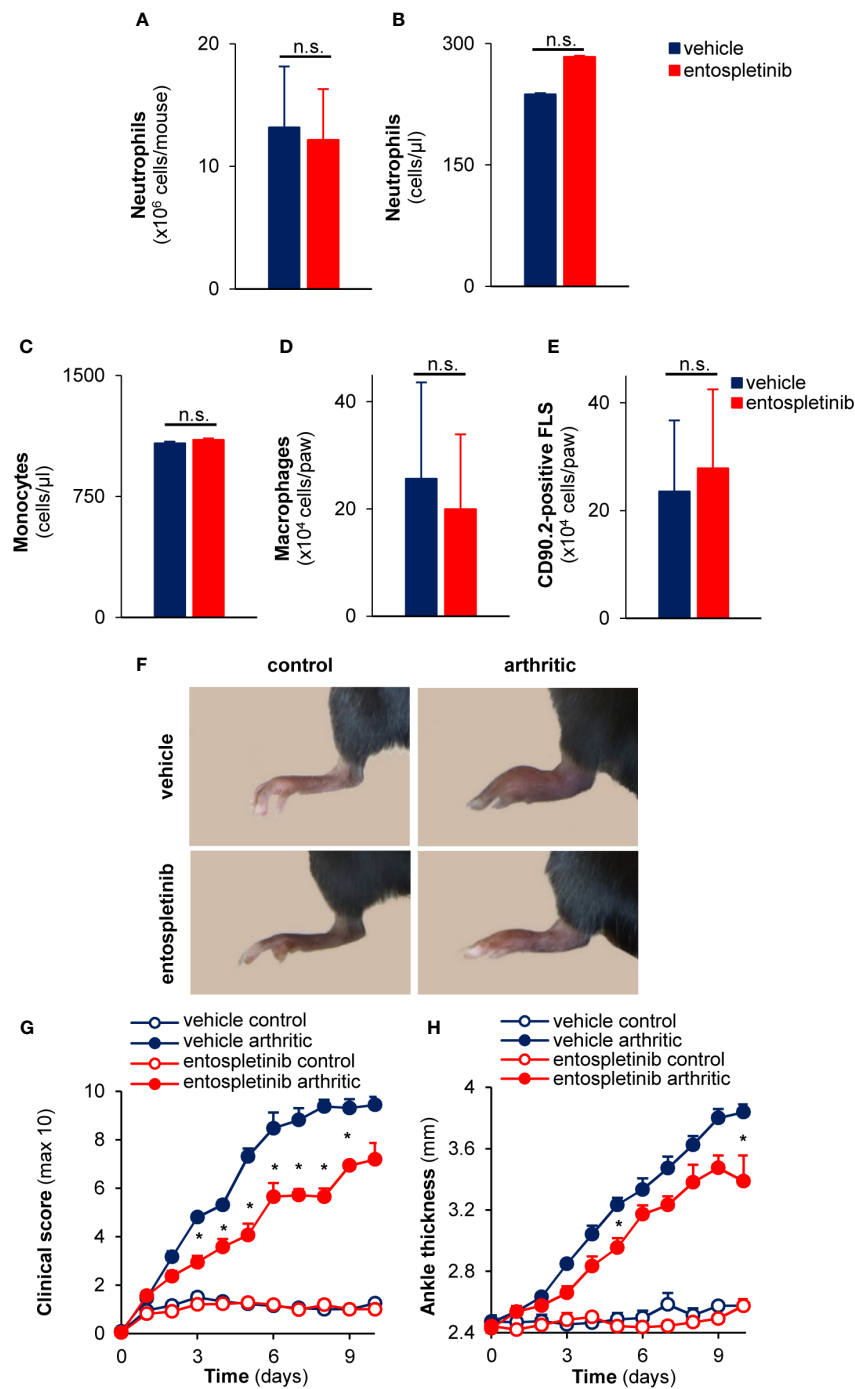 A
B
20
10
0
Neutrophils
(x10⁶ cells/mouse)
n.s.
300
150
0
Neutrophils
(cells/µl)
n.s.
vehicle
entospletinib
C
D
E
1500
750
0
Monocytes
(cells/µl)
n.s.
40
20
0
Macrophages
(x10⁴ cells/paw)
n.s.
40
20
0
CD90.2-positive FLS
(x10⁴ cells/paw)
n.s.
vehicle
entospletinib
F
control
arthritic
vehicle
entospletinib
G
vehicle control
vehicle arthritic
entospletinib control
entospletinib arthritic
10
8
6
4
2
0
Clinical score (max 10)
* * * * * * *
0 3 6 9
Time (days)
H
vehicle control
vehicle arthritic
entospletinib control
entospletinib arthritic
4
3.6
3.2
2.8
2.4
Ankle thickness (mm)
* *
0 3 6 9
Time (days)